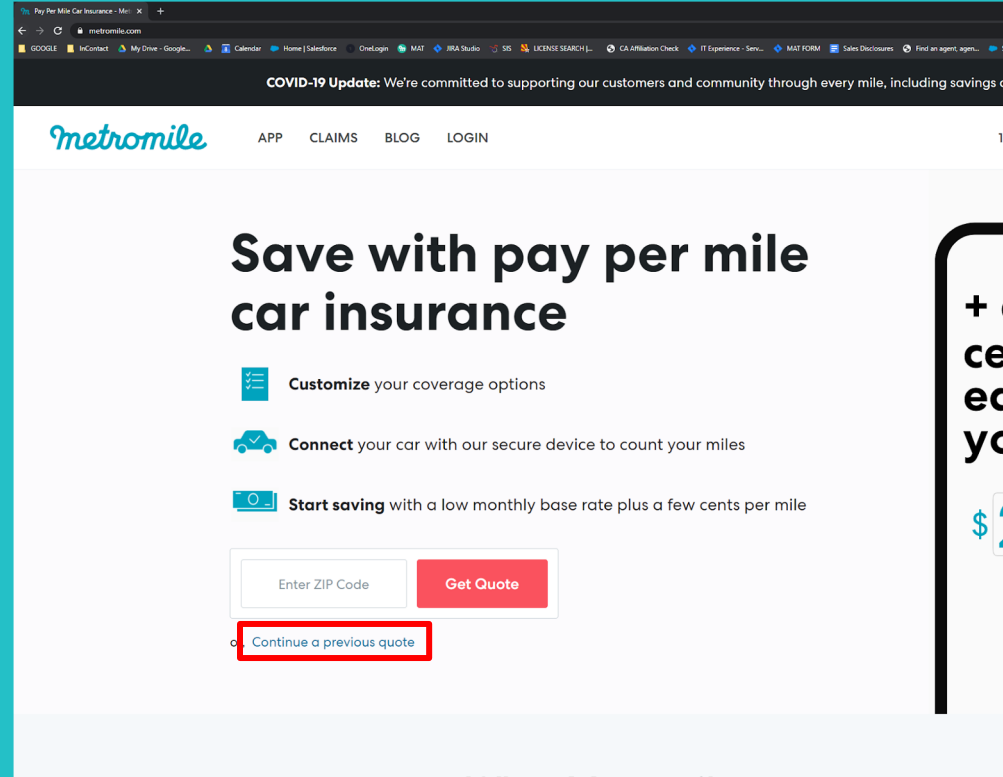 Pay Per Mile Car Insurance - Met
metromile.com
GOOGLE InContact My Drive - Google... Calendar Home | Salesforce OneLogin MAT JIRA Studio SIS LICENSE SEARCH |... CA Affiliation Check IT Experience - Serv... MAT FORM Sales Disclosures Find an agent, agen...
COVID-19 Update: We're committed to supporting our customers and community through every mile, including savings
metromile APP CLAIMS BLOG LOGIN
Save with pay per mile
car insurance
Customize your coverage options
Connect your car with our secure device to count your miles
Start saving with a low monthly base rate plus a few cents per mile
Enter ZIP Code Get Quote
Continue a previous quote
+
ce
yo
$